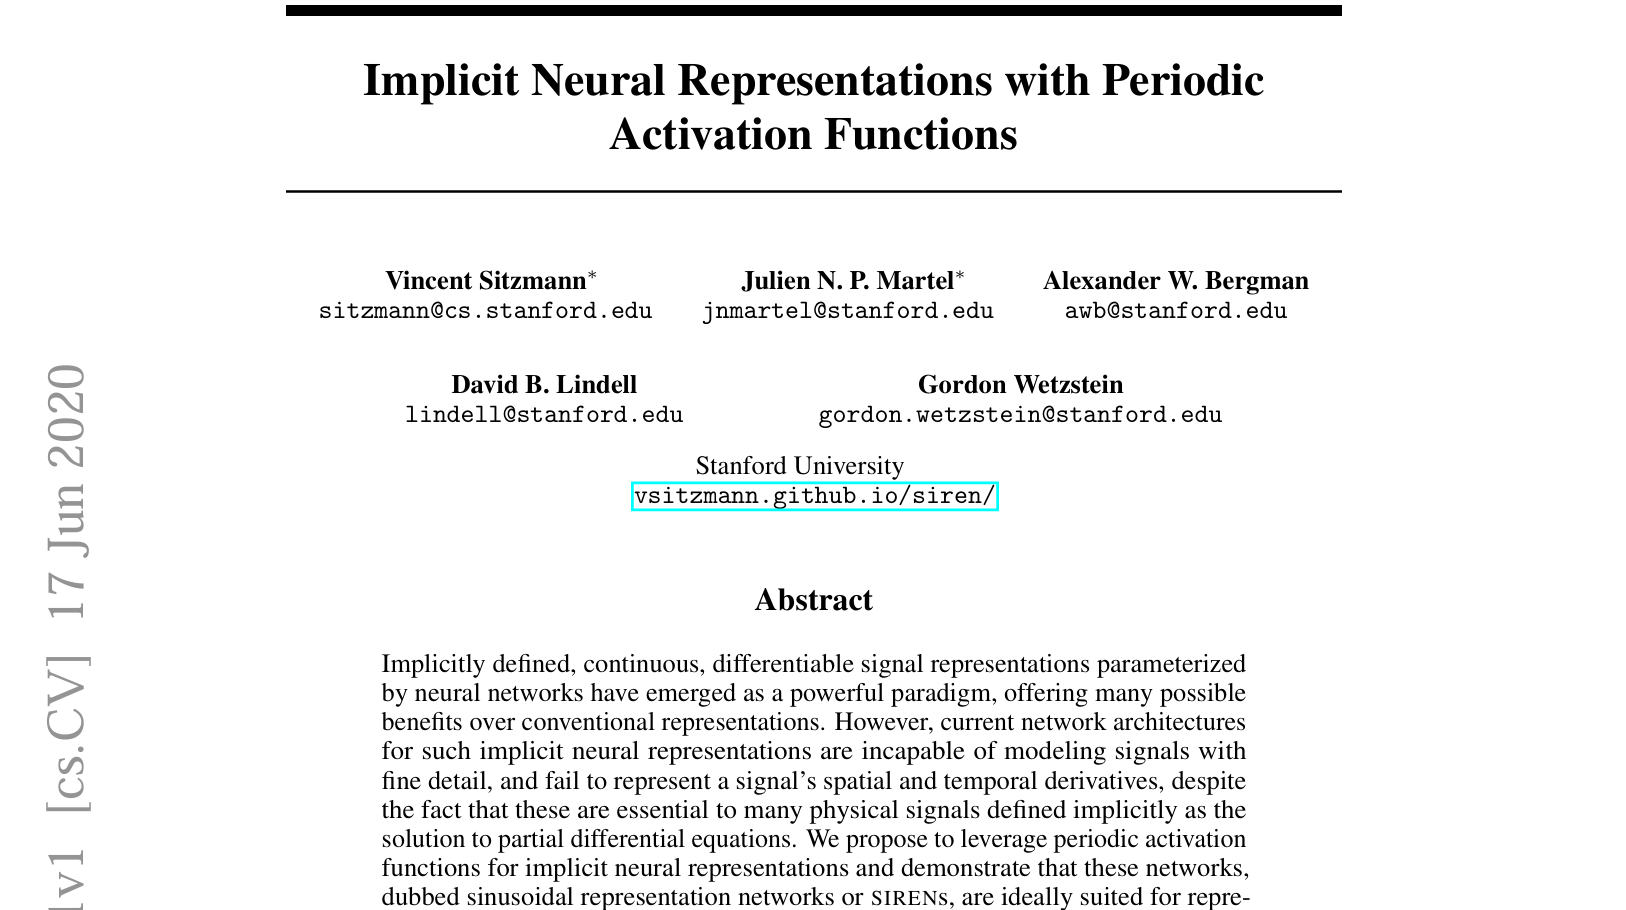 Implicit Neural Representations with Periodic
Activation Functions
Vincent Sitzmann* Julien N. P. Martel* Alexander W. Bergman
sitzmann@cs.stanford.edu jnmartel@stanford.edu awb@stanford.edu
David B. Lindell Gordon Wetzstein
lindell@stanford.edu gordon.wetzstein@stanford.edu
Stanford University
vsitzmann.github.io/siren/
Abstract
Implicitly defined, continuous, differentiable signal representations parameterized
by neural networks have emerged as a powerful paradigm, offering many possible
benefits over conventional representations. However, current network architectures
for such implicit neural representations are incapable of modeling signals with
fine detail, and fail to represent a signal's spatial and temporal derivatives, despite
the fact that these are essential to many physical signals defined implicitly as the
solution to partial differential equations. We propose to leverage periodic activation
functions for implicit neural representations and demonstrate that these networks,
dubbed sinusoidal representation networks or SIRENs, are ideally suited for repre-
v1 [cs.CV] 17 Jun 2020